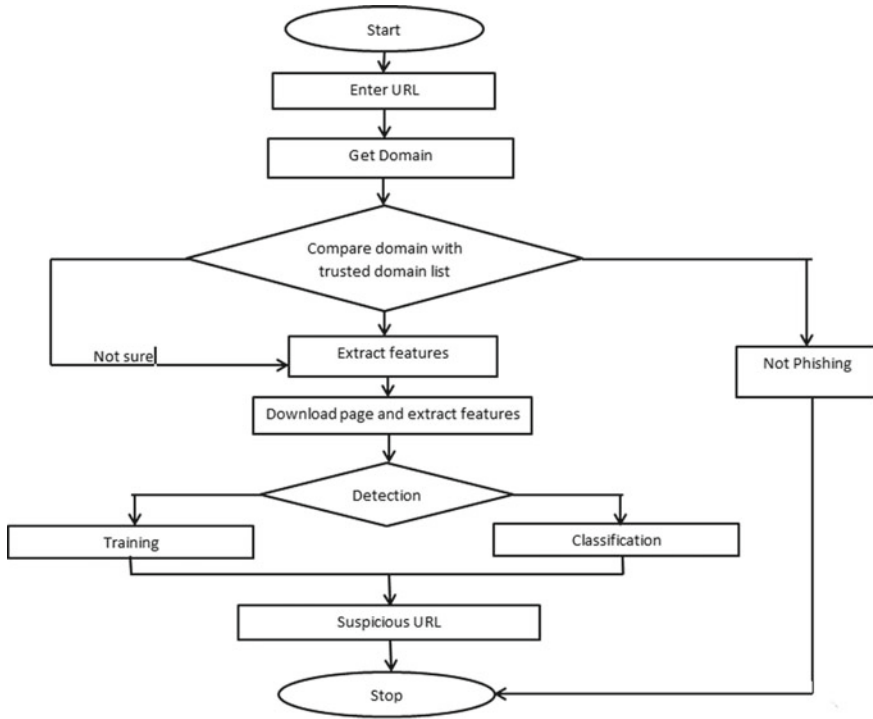 Start
Enter URL
Get Domain
Compare domain with
trusted domain list
Not sure
Extract features
Not Phishing
Download page and extract features
Detection
Training
Classification
Suspicious URL
Stop